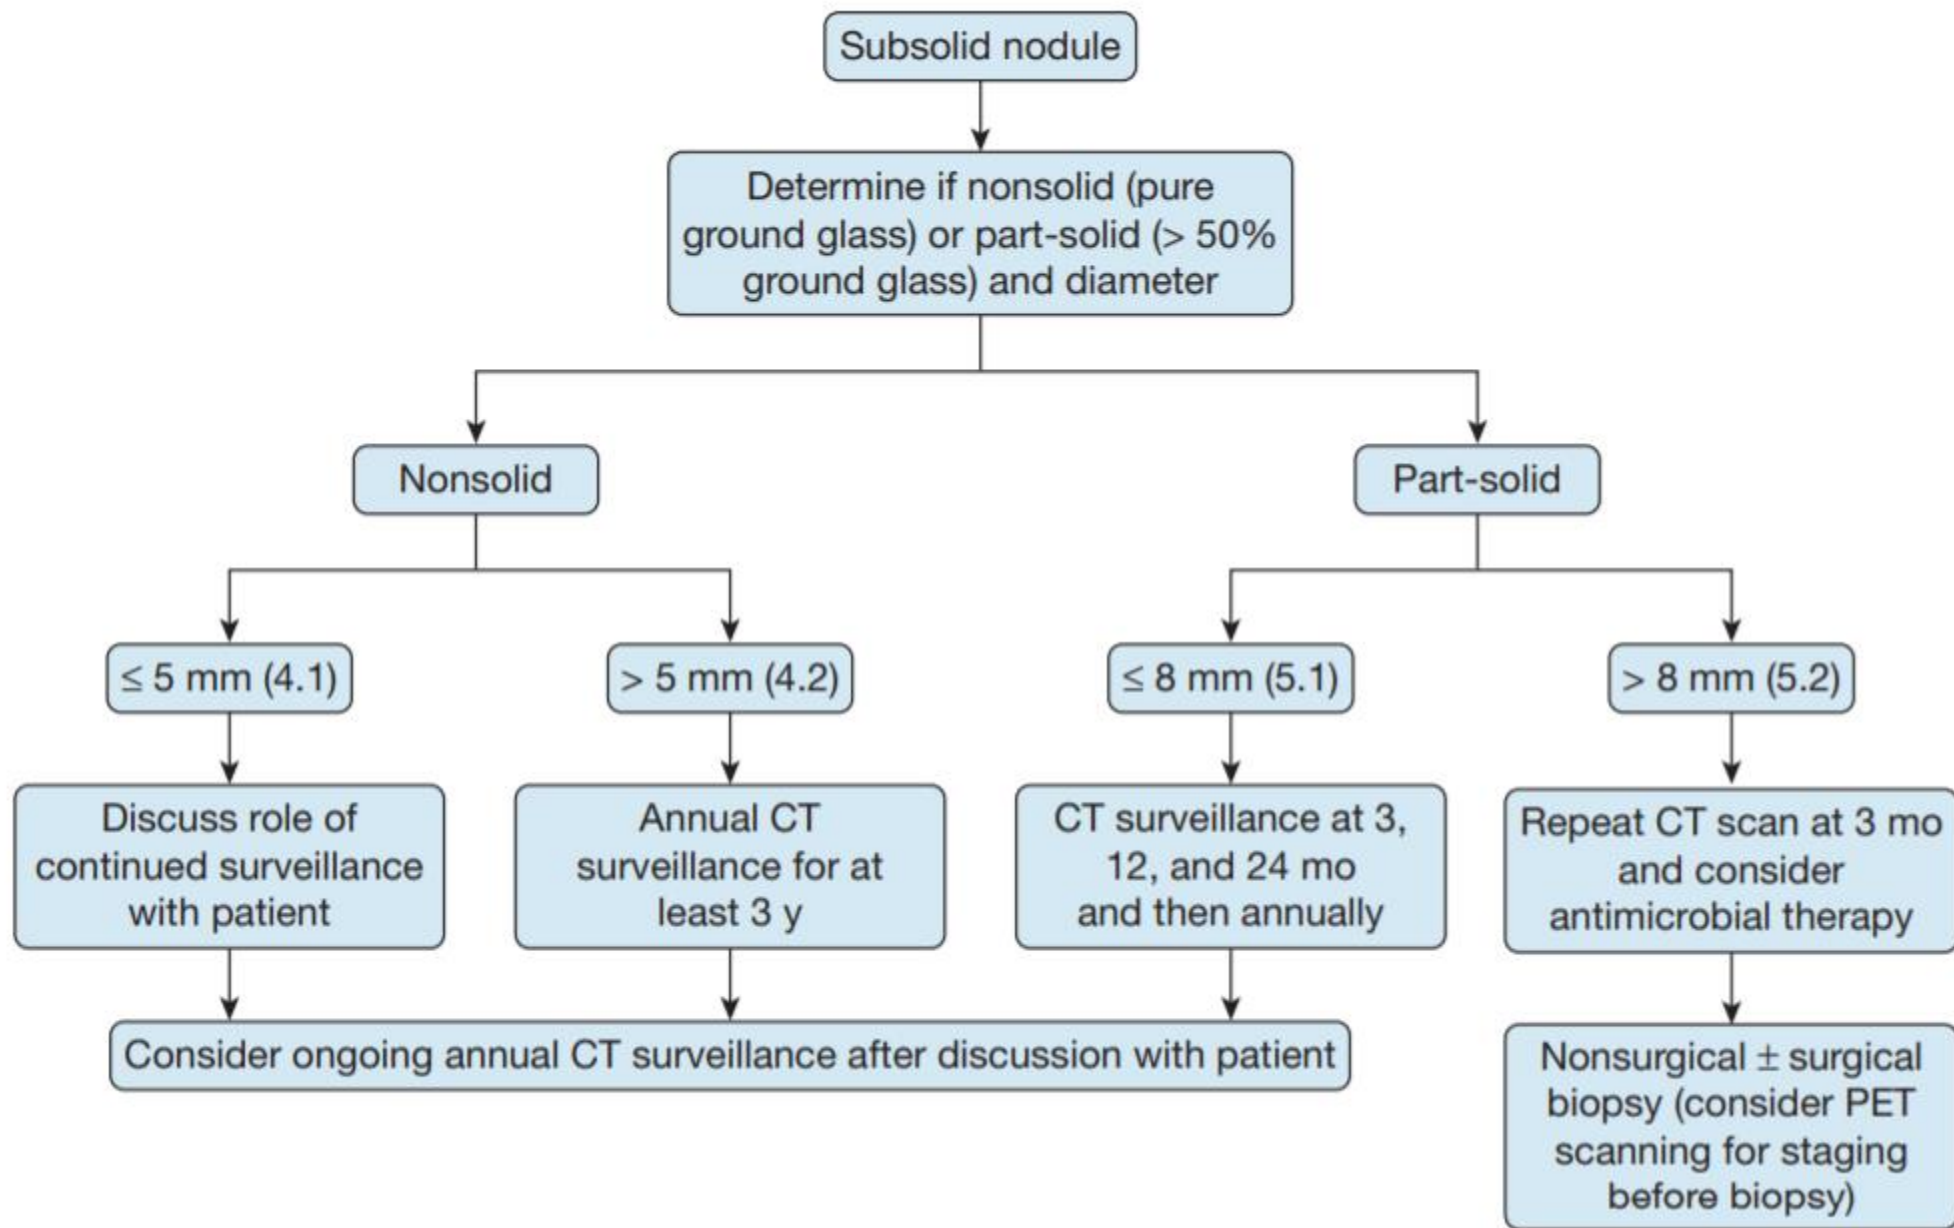 Subsolid nodule
Determine if nonsolid (pure
ground glass) or part-solid (> 50%
ground glass) and diameter
Nonsolid
Part-solid
≤ 5 mm (4.1)
> 5 mm (4.2)
≤ 8 mm (5.1)
> 8 mm (5.2)
Discuss role of
continued surveillance
with patient
Annual CT
surveillance for at
least 3 y
CT surveillance at 3,
12, and 24 mo
and then annually
Repeat CT scan at 3 mo
and consider
antimicrobial therapy
Consider ongoing annual CT surveillance after discussion with patient
Nonsurgical ± surgical
biopsy (consider PET
scanning for staging
before biopsy)